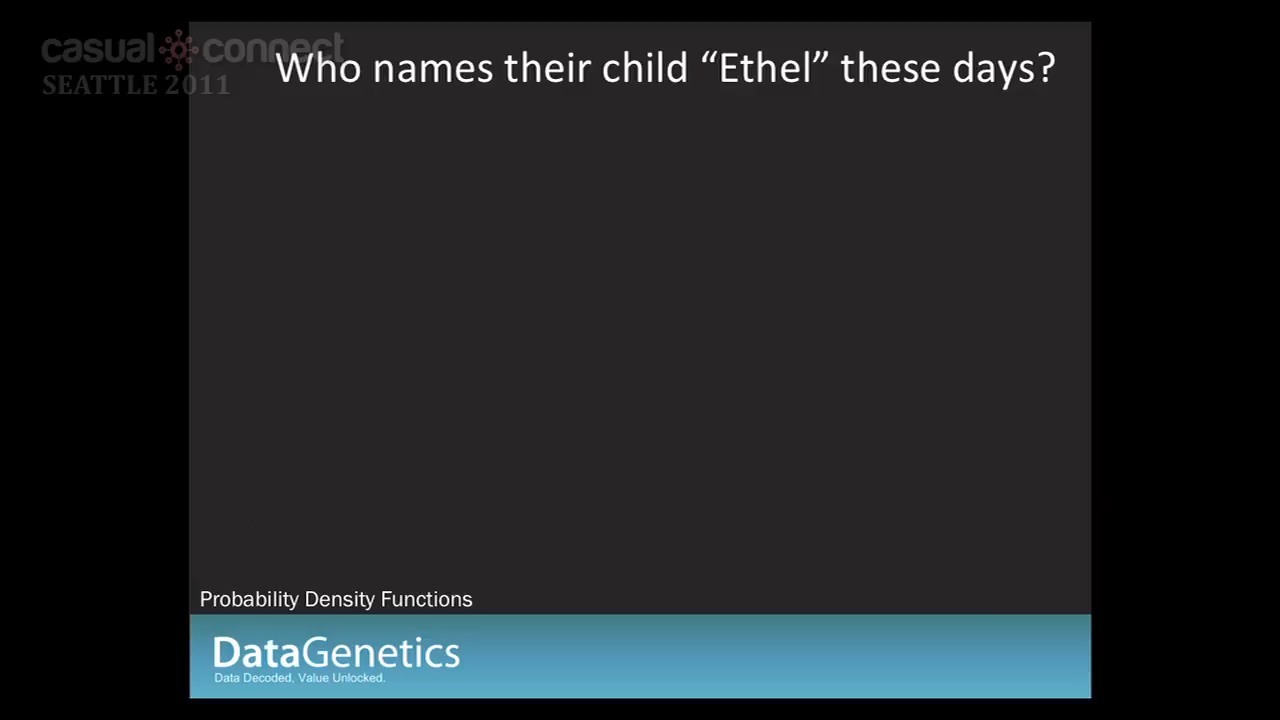 casual connect
SEATTLE 2011
Who names their child “Ethel” these days?
Probability Density Functions
DataGenetics
Data Decoded, Value Unlocked.